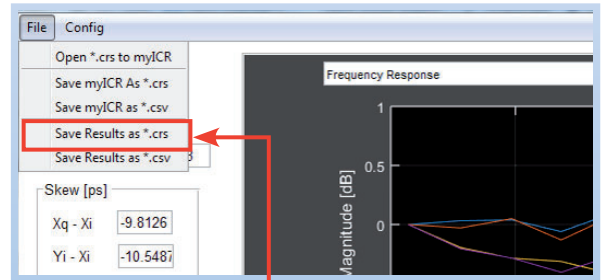 File Config
Open *.crs to myICR
Save myICR As *.crs
Save myICR as *.csv
Save Results as *.crs
Save Results as *.csv
Skew [ps]
Xq - Xi -9.8126
Yi - Xi -10.5487
Frequency Response
Magnitude [dB]
1
0.5
0